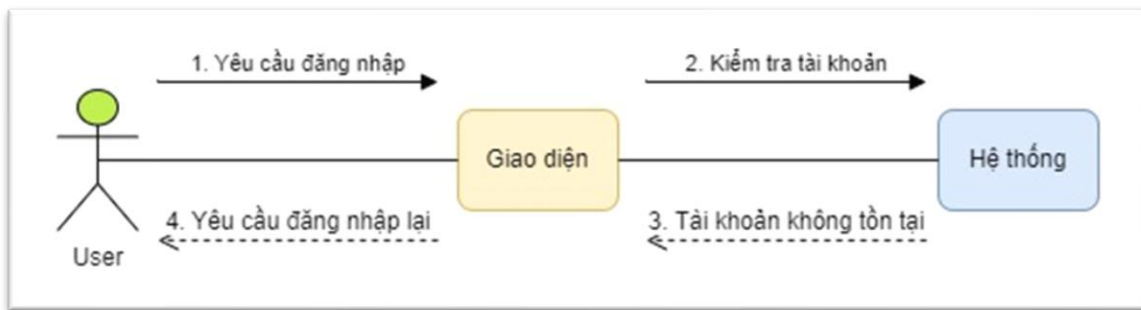 1. Yêu cầu đăng nhập
2. Kiểm tra tài khoản
Giao diện
Hệ thống
4. Yêu cầu đăng nhập lại
3. Tài khoản không tồn tại
User